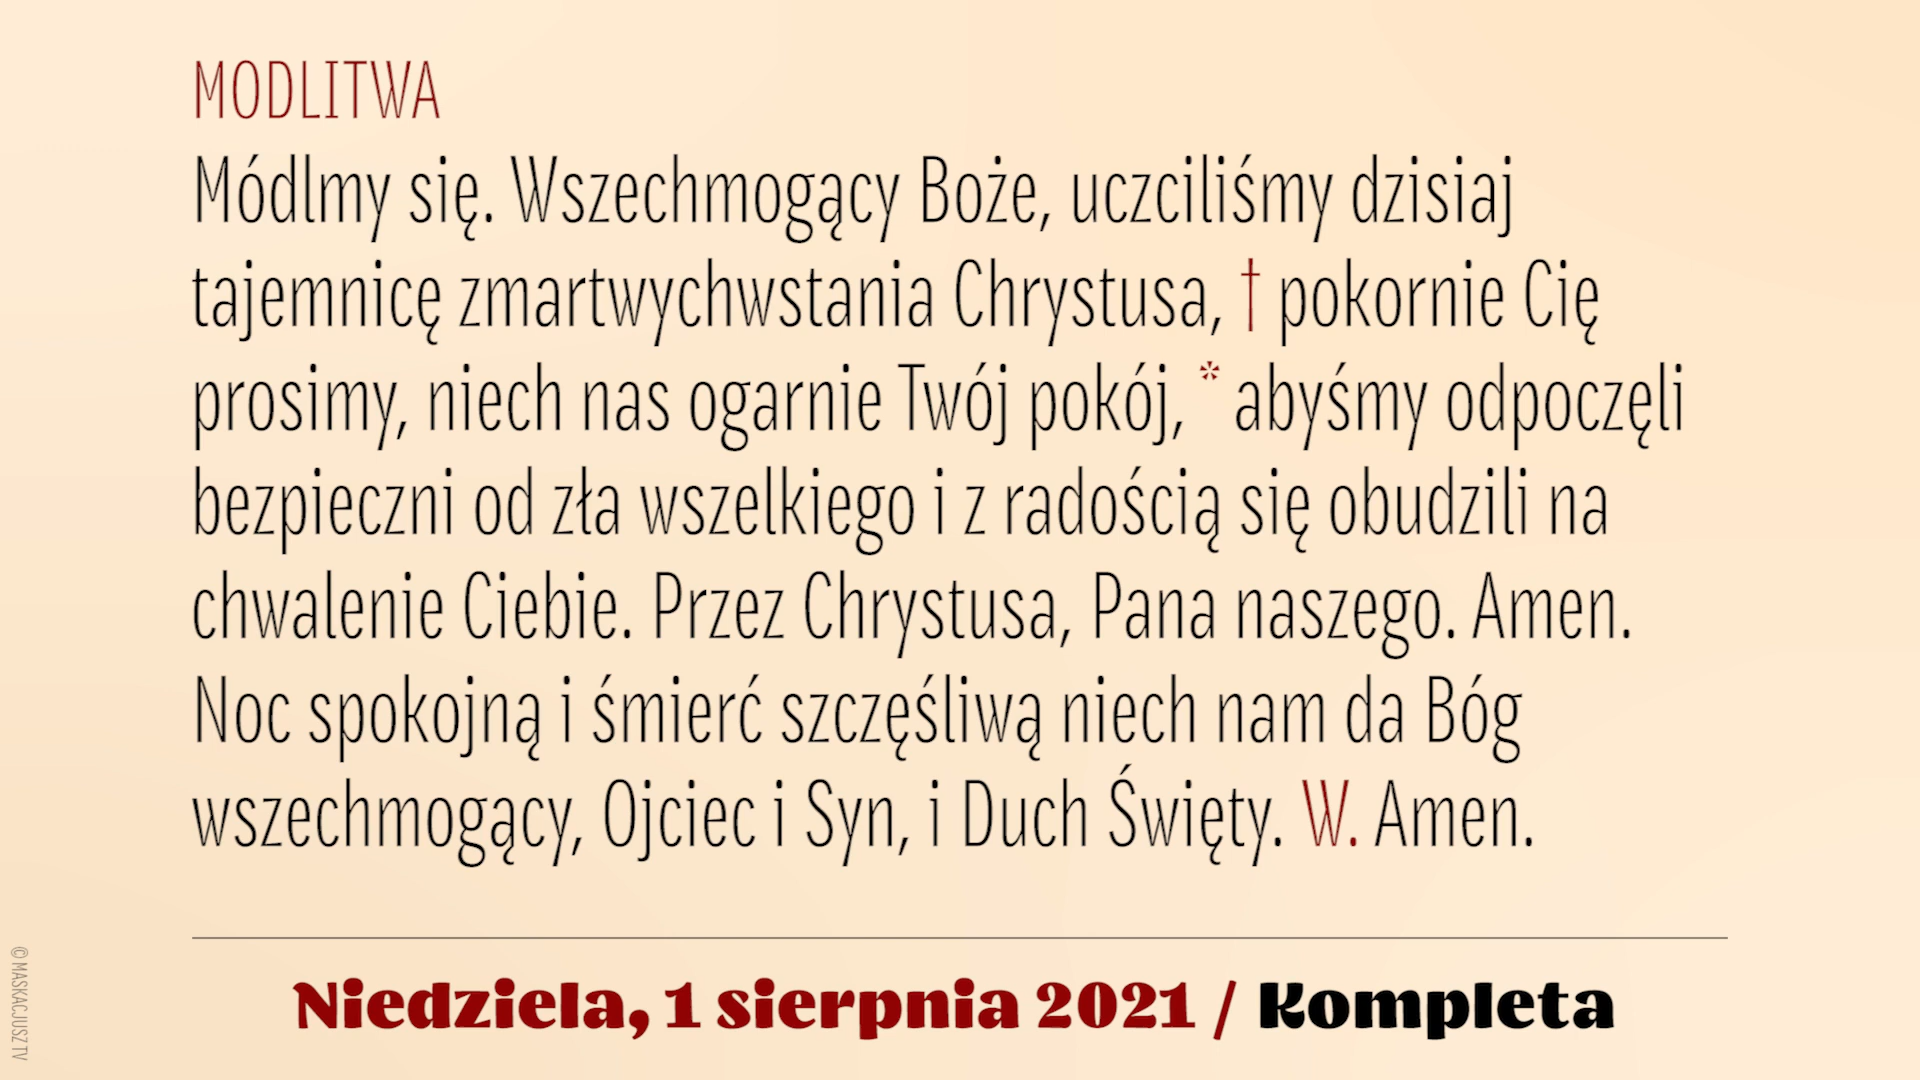 MODLITWA
Módlmy się. Wszechmogący Boże, uczciliśmy dzisiaj
tajemnicę zmartwychwstania Chrystusa, † pokornie Cię
prosimy, niech nas ogarnie Twój pokój, * abyśmy odpoczęli
bezpieczni od zła wszelkiego i z radością się obudzili na
chwalenie Ciebie. Przez Chrystusa, Pana naszego. Amen.
Noc spokojną i śmierć szczęśliwą niech nam da Bóg
wszechmogący, Ojciec i Syn, i Duch Święty. W. Amen.
Niedziela, 1 sierpnia 2021 / Kompleta
© MASKACJUSZ TV